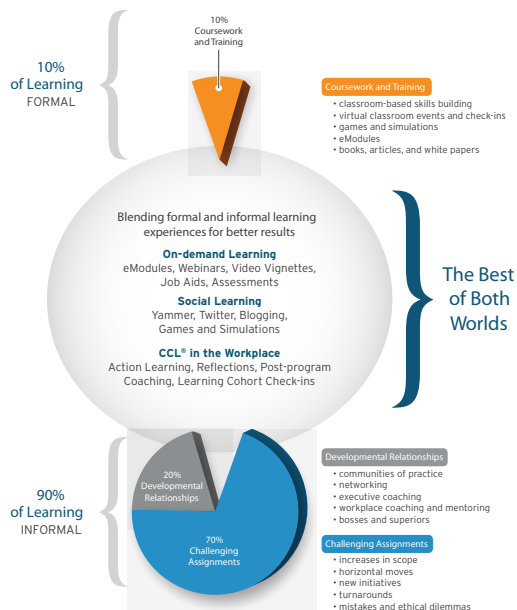 10%
Coursework
and Training
10%
of Learning
FORMAL
Coursework and Training
• classroom-based skills building
• virtual classroom events and check-ins
• games and simulations
• eModules
• books, articles, and white papers
Blending formal and informal learning
experiences for better results
On-demand Learning
eModules, Webinars, Video Vignettes,
Job Aids, Assessments
Social Learning
Yammer, Twitter, Blogging,
Games and Simulations
CCL® in the Workplace
Action Learning, Reflections, Post-program
Coaching, Learning Cohort Check-ins
The Best
of Both
Worlds
90%
of Learning
INFORMAL
20%
Developmental
Relationships
70%
Challenging
Assignments
Developmental Relationships
• communities of practice
• networking
• executive coaching
• workplace coaching and mentoring
• bosses and superiors
Challenging Assignments
• increases in scope
• horizontal moves
• new initiatives
• turnarounds
• mistakes and ethical dilemmas